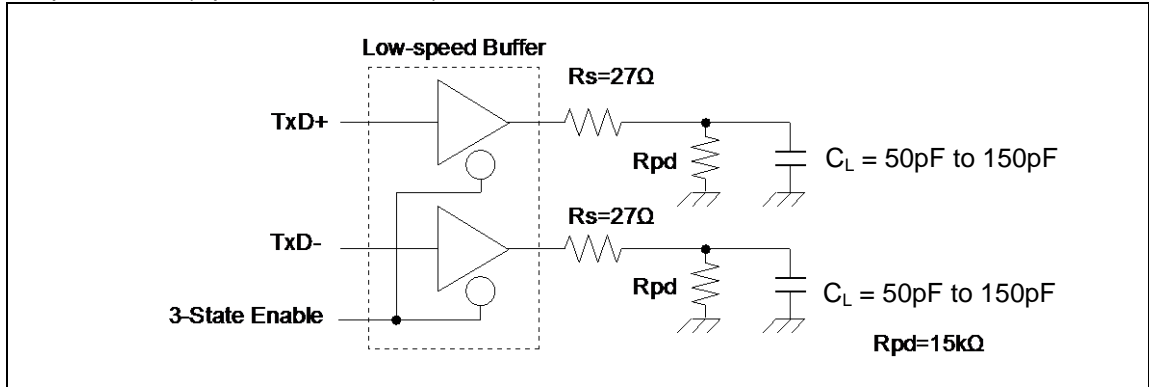 Low-speed Buffer
Rs=27Ω
TxD+
Rpd
CL = 50pF to 150pF
Rs=27Ω
TxD-
Rpd
CL = 50pF to 150pF
3-State Enable
Rpd=15kΩ